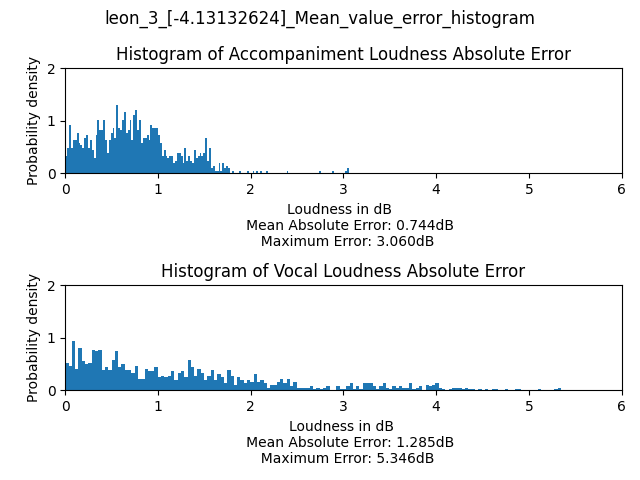 leon_3_[-4.13132624]_Mean_value_error_histogram
Histogram of Accompaniment Loudness Absolute Error
Probability density
2
1
0
0 1 2 3 4 5 6
Loudness in dB
Mean Absolute Error: 0.744dB
Maximum Error: 3.060dB
Histogram of Vocal Loudness Absolute Error
Probability density
2
1
0
0 1 2 3 4 5 6
Loudness in dB
Mean Absolute Error: 1.285dB
Maximum Error: 5.346dB